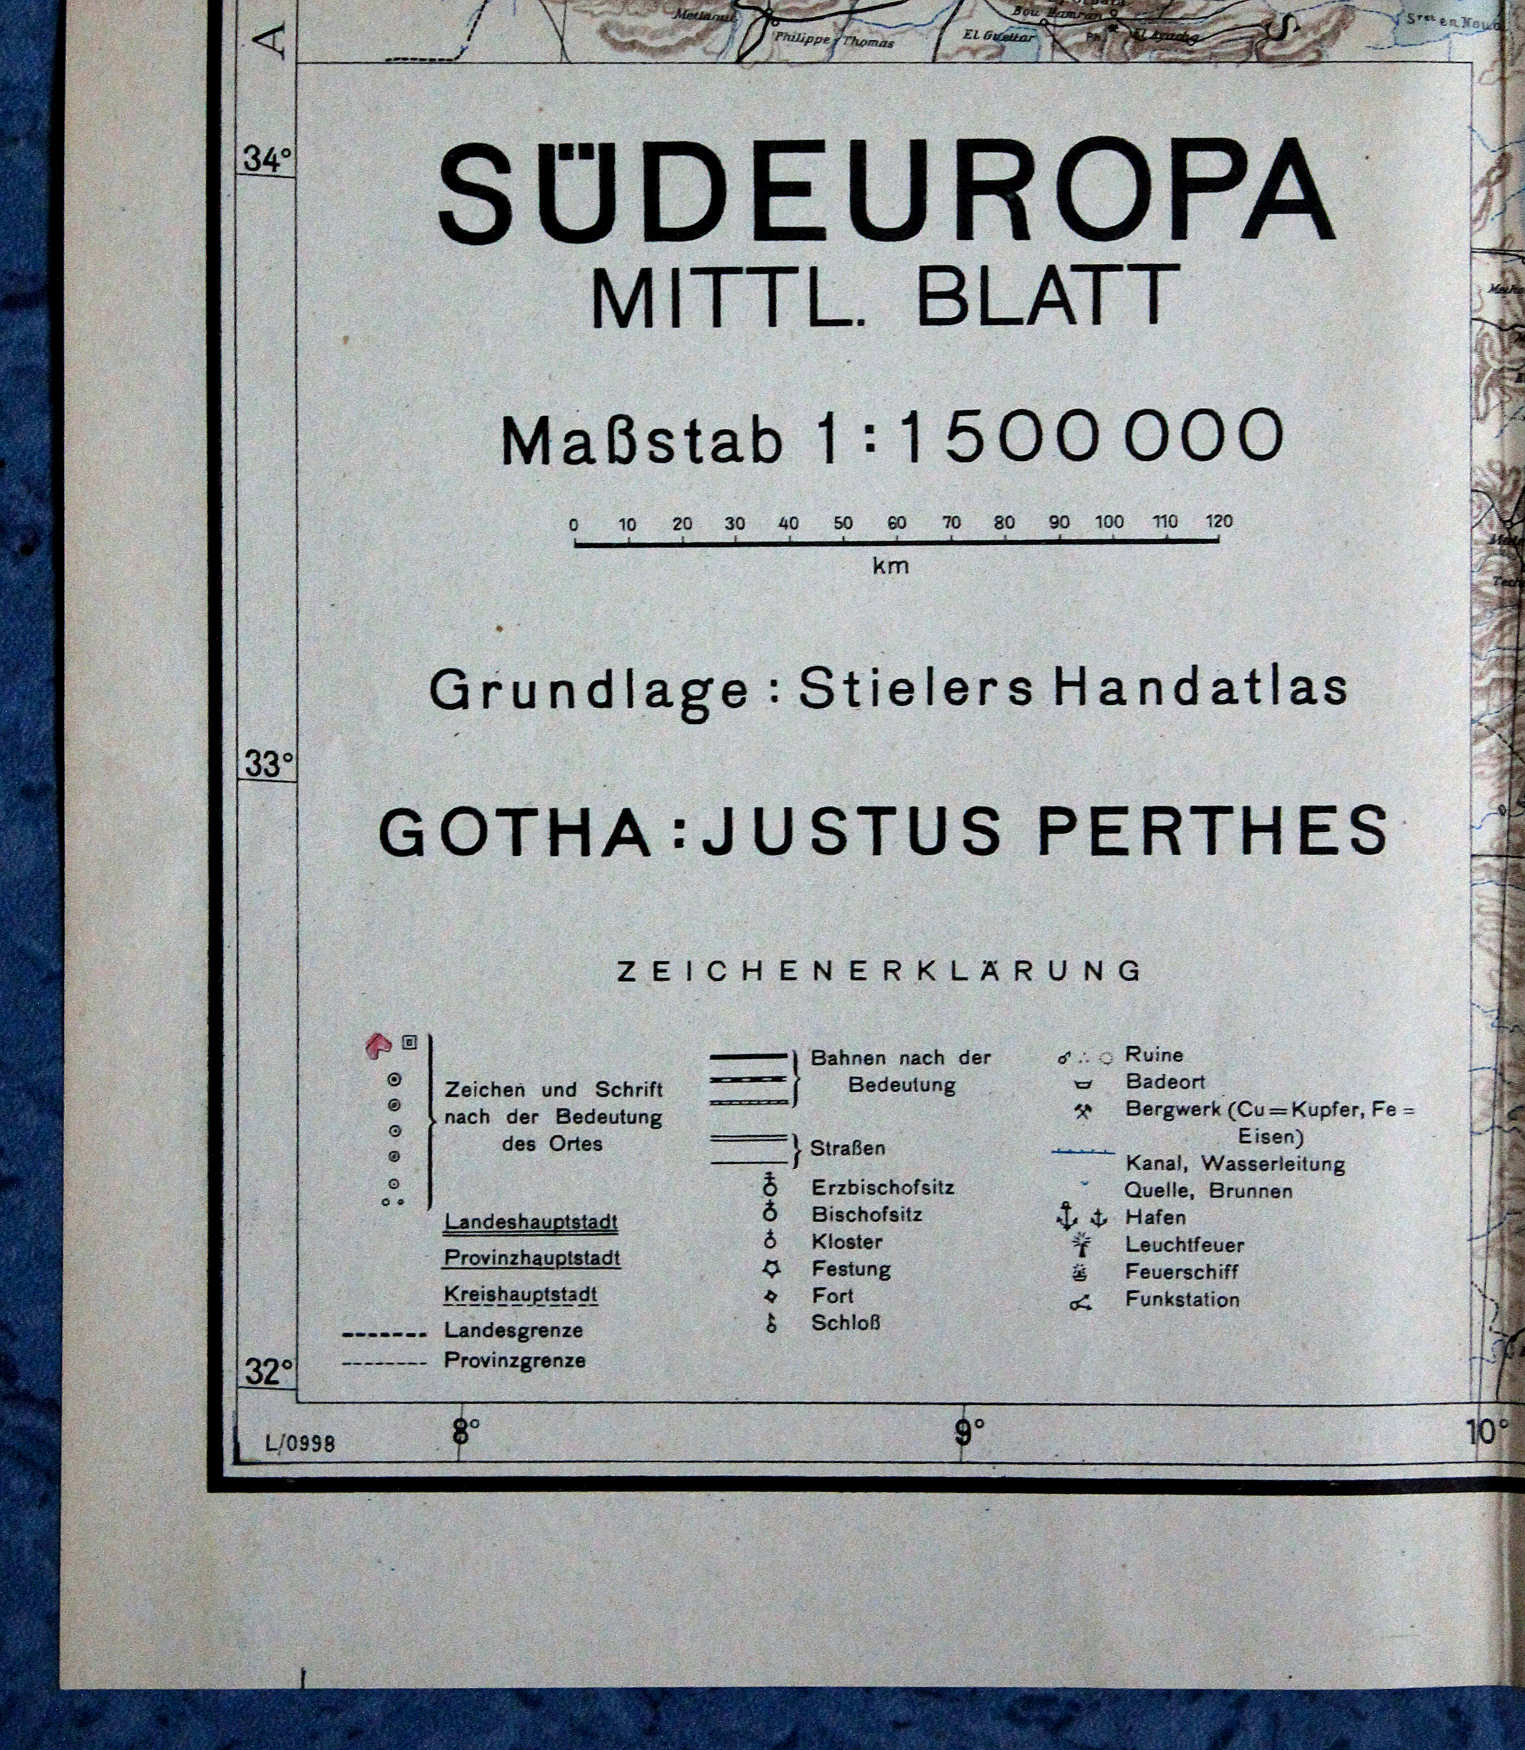 A
Philippe Thomas
El Guettar
34°
SÜDEUROPA
MITTL. BLATT
Maßstab 1:1500000
0 10 20 30 40 50 60 70 80 90 100 110 120
km
Grundlage: Stielers Handatlas
33°
GOTHA: JUSTUS PERTHES
ZEICHENERKLÄRUNG
Zeichen und Schrift
nach der Bedeutung
des Ortes
Landeshauptstadt
Provinzhauptstadt
Kreishauptstadt
Landesgrenze
Provinzgrenze
Bahnen nach der
Bedeutung
Straßen
Erzbischofsitz
Bischofsitz
Kloster
Festung
Fort
Schloß
Ruine
Badeort
Bergwerk (Cu=Kupfer, Fe=
Eisen)
Kanal, Wasserleitung
Quelle, Brunnen
Hafen
Leuchtfeuer
Feuerschiff
Funkstation
32°
L/0998
8°
9°
10°